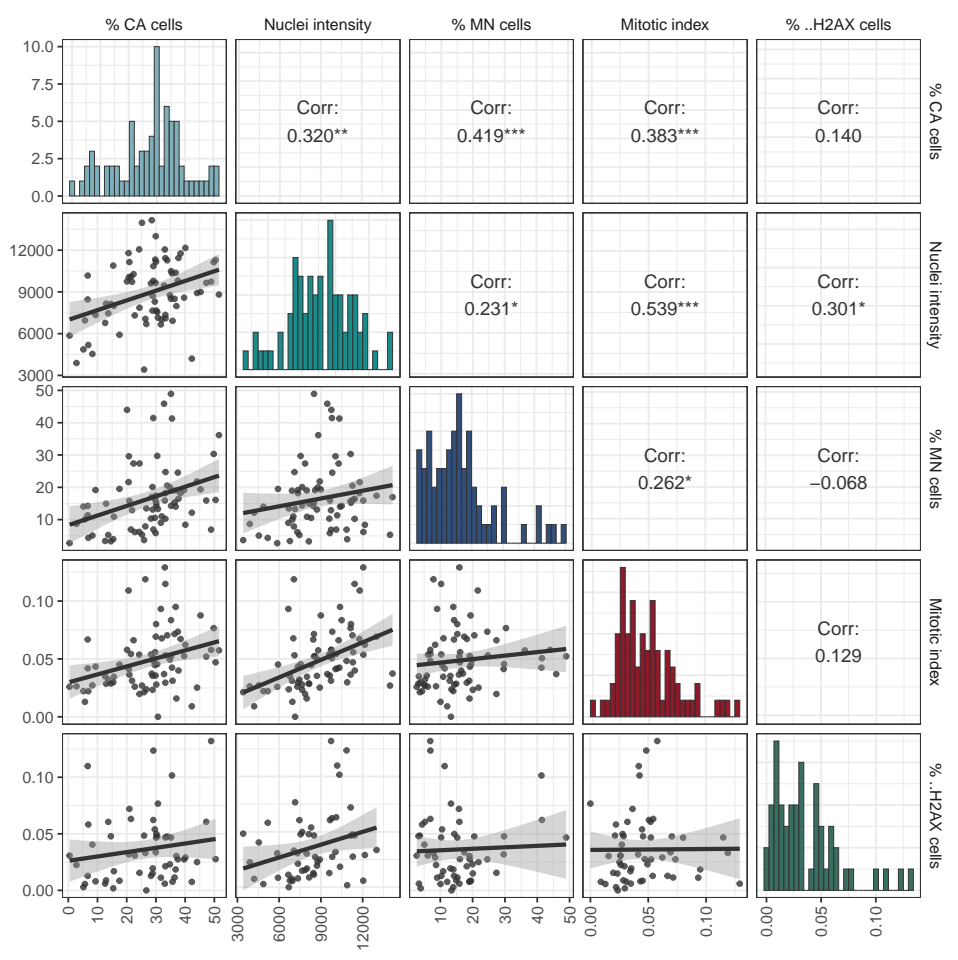 % CA cells
Nuclei intensity
% MN cells
Mitotic index
% ..H2AX cells
10.0
7.5
5.0
2.5
0.0
Corr:
0.320**
Corr:
0.419***
Corr:
0.383***
Corr:
0.140
% CA cells
12000
9000
6000
3000
Corr:
0.231*
Corr:
0.539***
Corr:
0.301*
Nuclei intensity
50
40
30
20
10
Corr:
0.262*
Corr:
−0.068
% MN cells
0.10
0.05
0.00
Corr:
0.129
Mitotic index
0.10
0.05
0.00
% ..H2AX cells
0
10
20
30
40
50
3000
6000
9000
12000
10
20
30
40
50
0.00
0.05
0.10
0.00
0.05
0.10